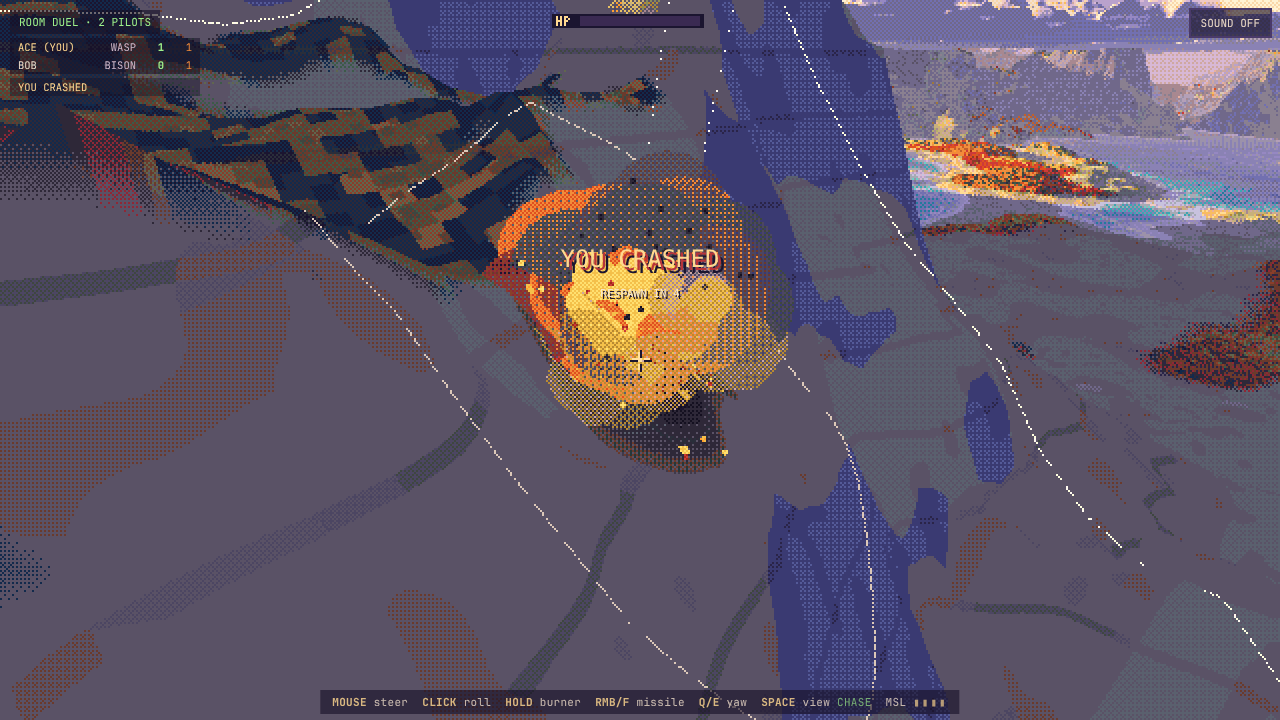 ROOM DUEL · 2 PILOTS
HP
SOUND OFF
ACE (YOU) WASP 1 1
BOB BISON 0 1
YOU CRASHED
YOU CRASHED
RESPAWN IN 4
MOUSE steer CLICK roll HOLD burner RMB/F missile Q/E yaw SPACE view CHASE MSL